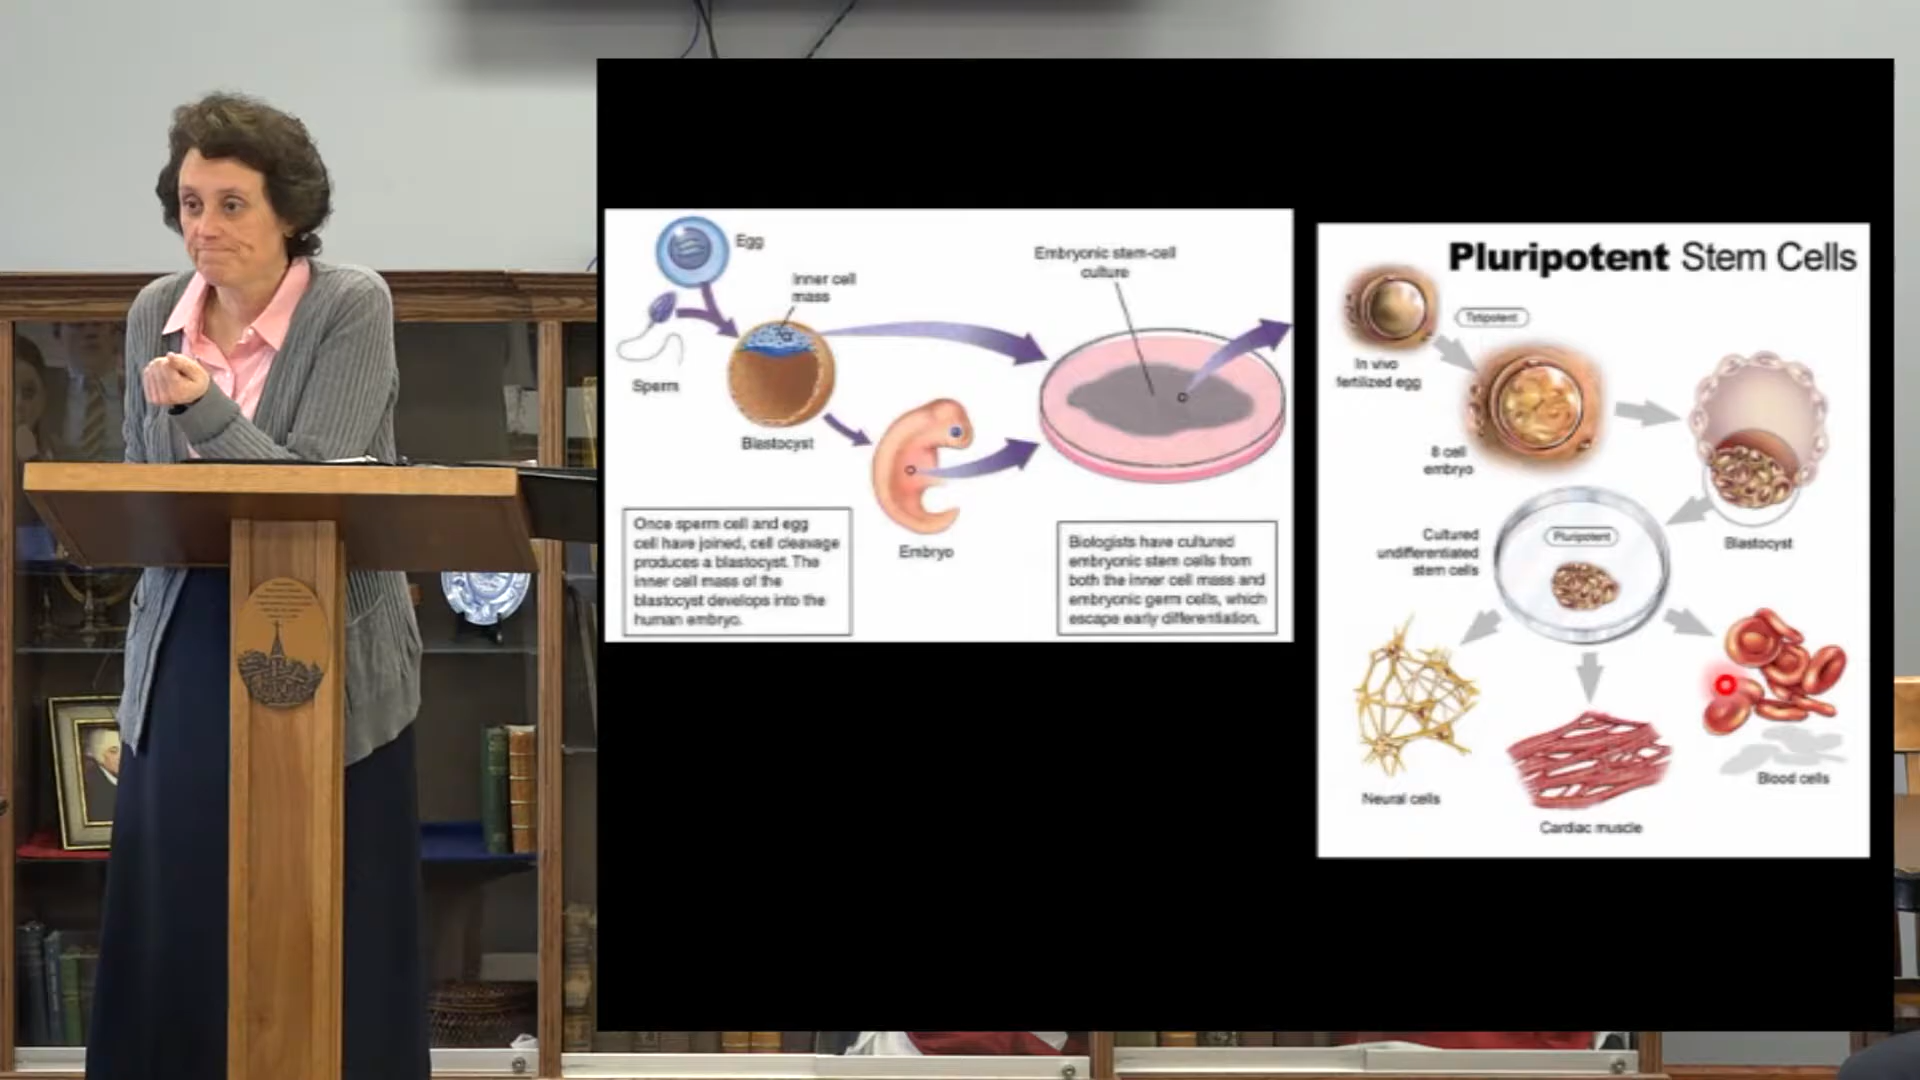 Egg
Inner cell
mass
Sperm
Blastocyst
Embryo
Embryonic stem-cell
culture
Once sperm cell and egg
cell have joined, cell cleavage
produces a blastocyst. The
inner cell mass of the
blastocyst develops into the
human embryo.
Biologists have cultured
embryonic stem cells from
both the inner cell mass and
embryonic germ cells, which
escape early differentiation.
Pluripotent Stem Cells
Totipotent
In vivo
fertilized egg
8 cell
embryo
Blastocyst
Cultured
undifferentiated
stem cells
Pluripotent
Neural cells
Cardiac muscle
Blood cells